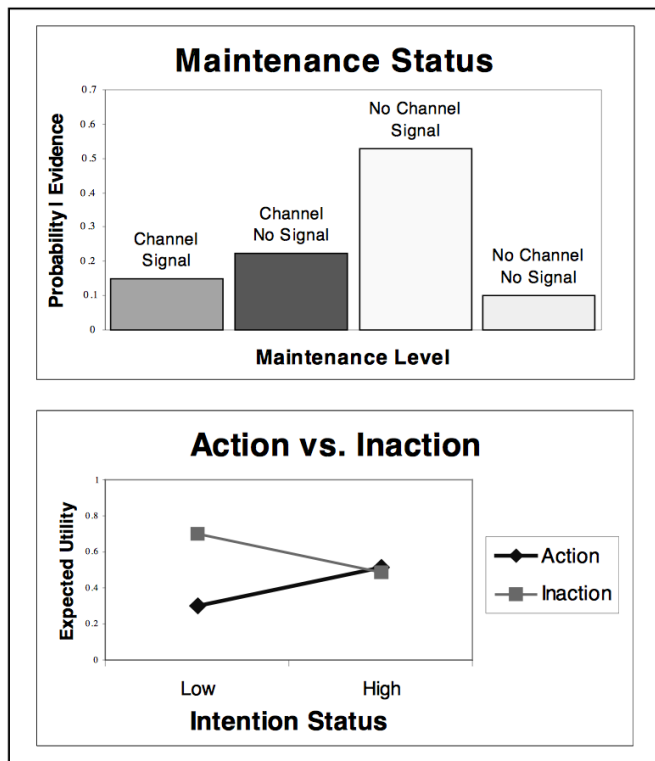 Maintenance Status
Probability | Evidence
0.7
0.6
0.5
0.4
0.3
0.2
0.1
0
Channel
Signal
Channel
No Signal
No Channel
Signal
No Channel
No Signal
Maintenance Level
Action vs. Inaction
Expected Utility
1
0.8
0.6
0.4
0.2
0
Low
High
Intention Status
Action
Inaction